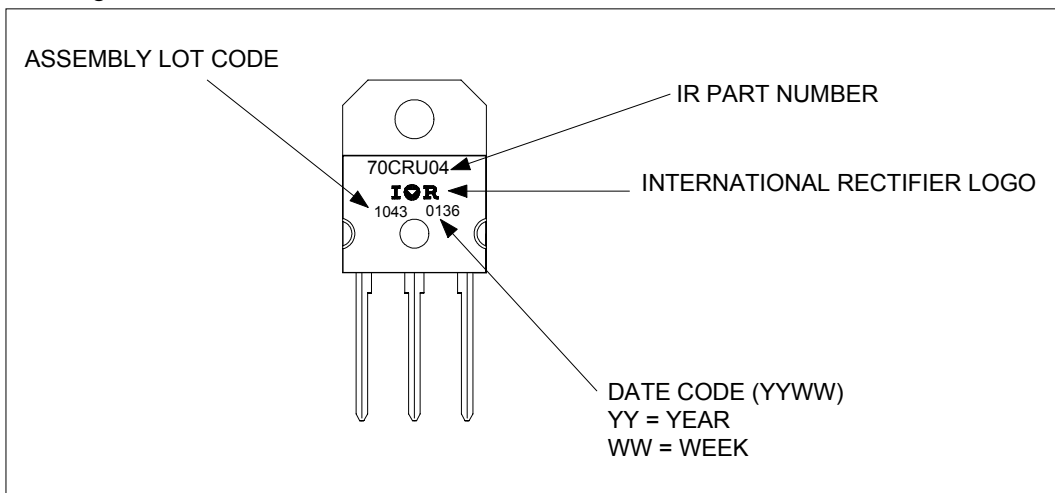 ASSEMBLY LOT CODE
IR PART NUMBER
70CRU04
INTERNATIONAL RECTIFIER LOGO
IOR
1043 0136
DATE CODE (YYWW)
YY = YEAR
WW = WEEK